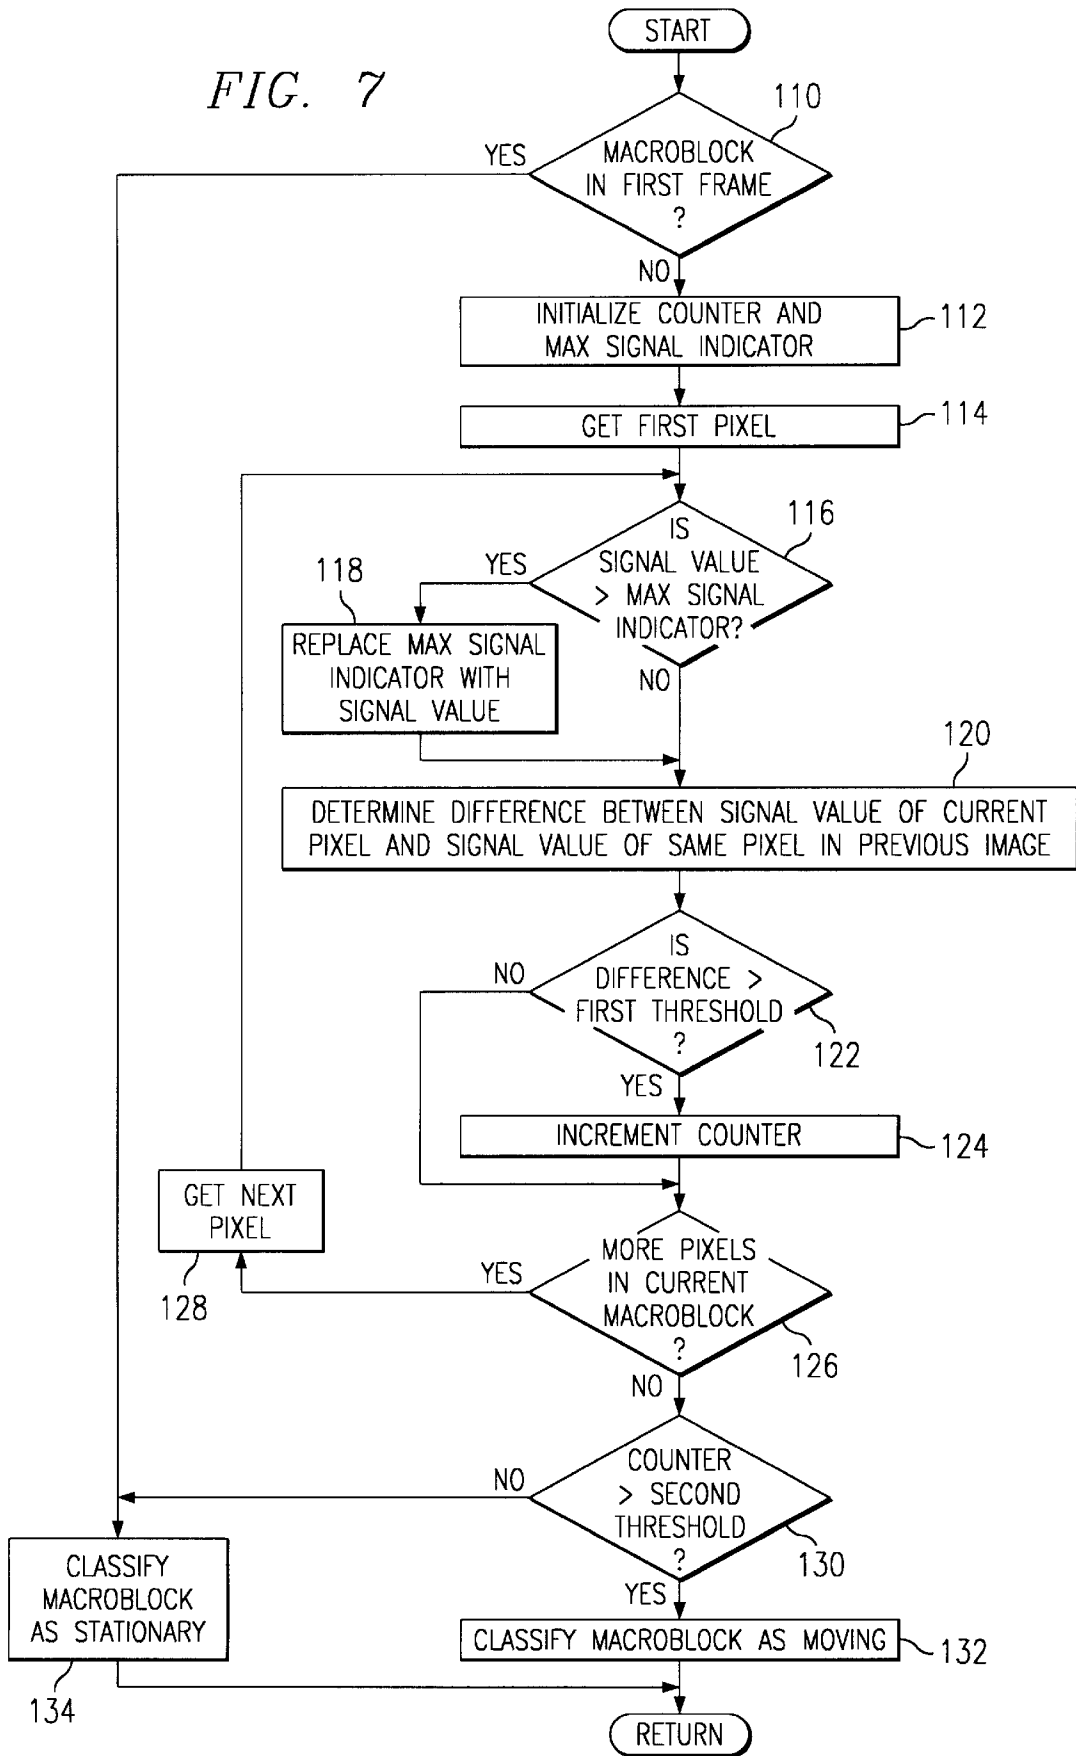 START
FIG. 7
110
YES
MACROBLOCK
IN FIRST FRAME
?
NO
INITIALIZE COUNTER AND
MAX SIGNAL INDICATOR
112
GET FIRST PIXEL
114
IS
SIGNAL VALUE
> MAX SIGNAL
INDICATOR?
116
YES
118
REPLACE MAX SIGNAL
INDICATOR WITH
SIGNAL VALUE
NO
120
DETERMINE DIFFERENCE BETWEEN SIGNAL VALUE OF CURRENT
PIXEL AND SIGNAL VALUE OF SAME PIXEL IN PREVIOUS IMAGE
IS
DIFFERENCE >
FIRST THRESHOLD
?
NO
122
YES
INCREMENT COUNTER
124
GET NEXT
PIXEL
128
YES
MORE PIXELS
IN CURRENT
MACROBLOCK
?
126
NO
COUNTER
> SECOND
THRESHOLD
?
NO
130
YES
CLASSIFY
MACROBLOCK
AS STATIONARY
134
CLASSIFY MACROBLOCK AS MOVING
132
RETURN